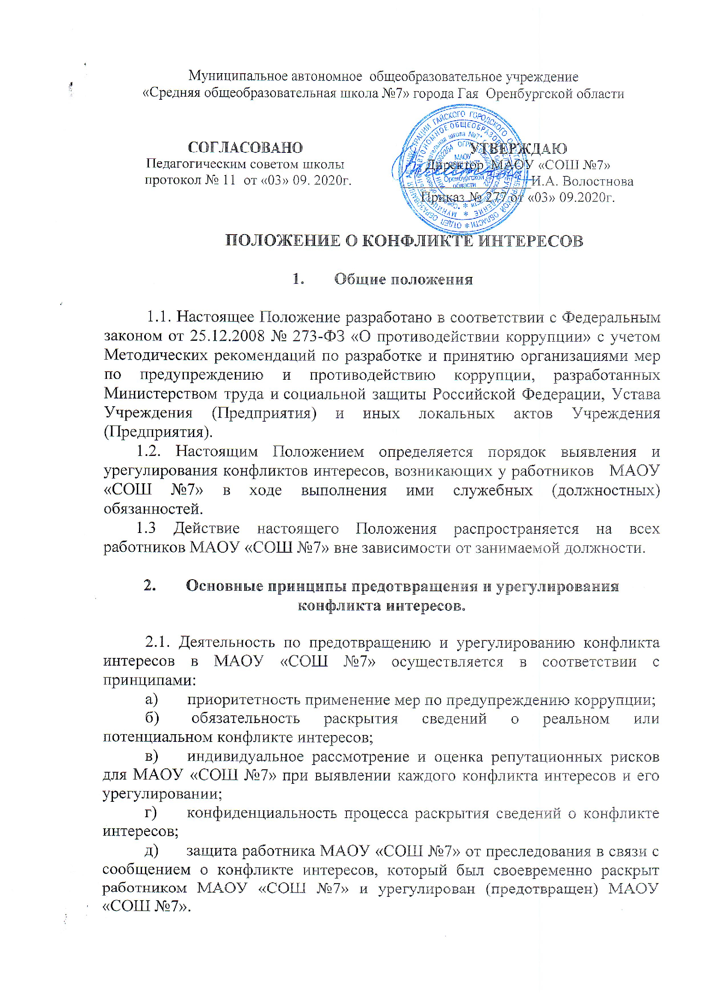 Муниципальное автономное общеобразовательное учреждение
«Средняя общеобразовательная школа №7» города Гая Оренбургской области
СОГЛАСОВАНО
Педагогическим советом школы
протокол № 11 от «03» 09. 2020г.
УТВЕРЖДАЮ
Директор МАОУ «СОШ №7»
И.А. Волостнова
Приказ № 277 от «03» 09.2020г.
МАОУ
Оренбургской
области
ПОЛОЖЕНИЕ О КОНФЛИКТЕ ИНТЕРЕСОВ
1. Общие положения
1.1. Настоящее Положение разработано в соответствии с Федеральным
законом от 25.12.2008 № 273-ФЗ «О противодействии коррупции» с учетом
Методических рекомендаций по разработке и принятию организациями мер
по предупреждению и противодействию коррупции, разработанных
Министерством труда и социальной защиты Российской Федерации, Устава
Учреждения (Предприятия) и иных локальных актов Учреждения
(Предприятия).
1.2. Настоящим Положением определяется порядок выявления и
урегулирования конфликтов интересов, возникающих у работников МАОУ
«СОШ №7» в ходе выполнения ими служебных (должностных)
обязанностей.
1.3 Действие настоящего Положения распространяется на всех
работников МАОУ «СОШ №7» вне зависимости от занимаемой должности.
2. Основные принципы предотвращения и урегулирования
конфликта интересов.
2.1. Деятельность по предотвращению и урегулированию конфликта
интересов в МАОУ «СОШ №7» осуществляется в соответствии с
принципами:
а) приоритетность применение мер по предупреждению коррупции;
б) обязательность раскрытия сведений о реальном или
потенциальном конфликте интересов;
в) индивидуальное рассмотрение и оценка репутационных рисков
для МАОУ «СОШ №7» при выявлении каждого конфликта интересов и его
урегулировании;
г) конфиденциальность процесса раскрытия сведений о конфликте
интересов;
д) защита работника МАОУ «СОШ №7» от преследования в связи с
сообщением о конфликте интересов, который был своевременно раскрыт
работником МАОУ «СОШ №7» и урегулирован (предотвращен) МАОУ
«СОШ №7».